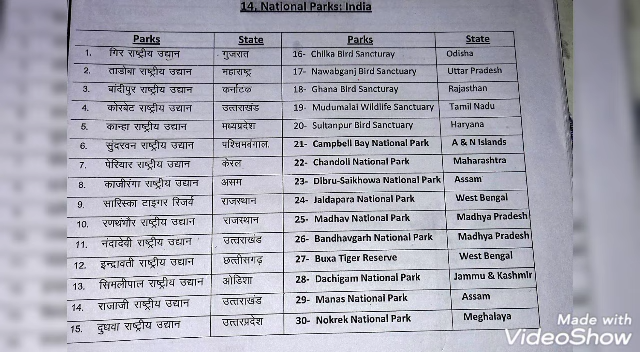 14. National Parks: India
Parks State Parks State
1. गिर राष्ट्रीय उद्यान गुजरात 16- Chilka Bird Sancturay Odisha
2. ताडोबा राष्ट्रीय उद्यान महाराष्ट्र 17- Nawabganj Bird Sanctuary Uttar Pradesh
3. बांदीपुर राष्ट्रीय उद्यान कर्नाटक 18- Ghana Bird Sancturay Rajasthan
4. कोरबेट राष्ट्रीय उद्यान उत्तराखंड 19- Mudumalai Wildlife Sanctuary Tamil Nadu
5. कान्हा राष्ट्रीय उद्यान मध्यप्रदेश 20- Sultanpur Bird Sancturay Haryana
6. सुंदरवन राष्ट्रीय उद्यान पश्चिमबंगाल 21- Campbell Bay National Park A & N Islands
7. पेरियार राष्ट्रीय उद्यान केरल 22- Chandoli National Park Maharashtra
8. काजीरंगा राष्ट्रीय उद्यान असम 23- Dibru-Saikhowa National Park Assam
9. सारिस्का टाइगर रिजर्व राजस्थान 24- Jaldapara National Park West Bengal
10. रणथंभौर राष्ट्रीय उद्यान राजस्थान 25- Madhav National Park Madhya Pradesh
11. नंदादेवी राष्ट्रीय उद्यान उत्तराखंड 26- Bandhavgarh National Park Madhya Pradesh
12. इन्द्रावती राष्ट्रीय उद्यान छत्तीसगढ़ 27- Buxa Tiger Reserve West Bengal
13. सिमलीपाल राष्ट्रीय उद्यान ओडिशा 28- Dachigam National Park Jammu & Kashmir
14. राजाजी राष्ट्रीय उद्यान उत्तराखंड 29- Manas National Park Assam
15. दुधवा राष्ट्रीय उद्यान उत्तरप्रदेश 30- Nokrek National Park Meghalaya
Made with
VideoShow